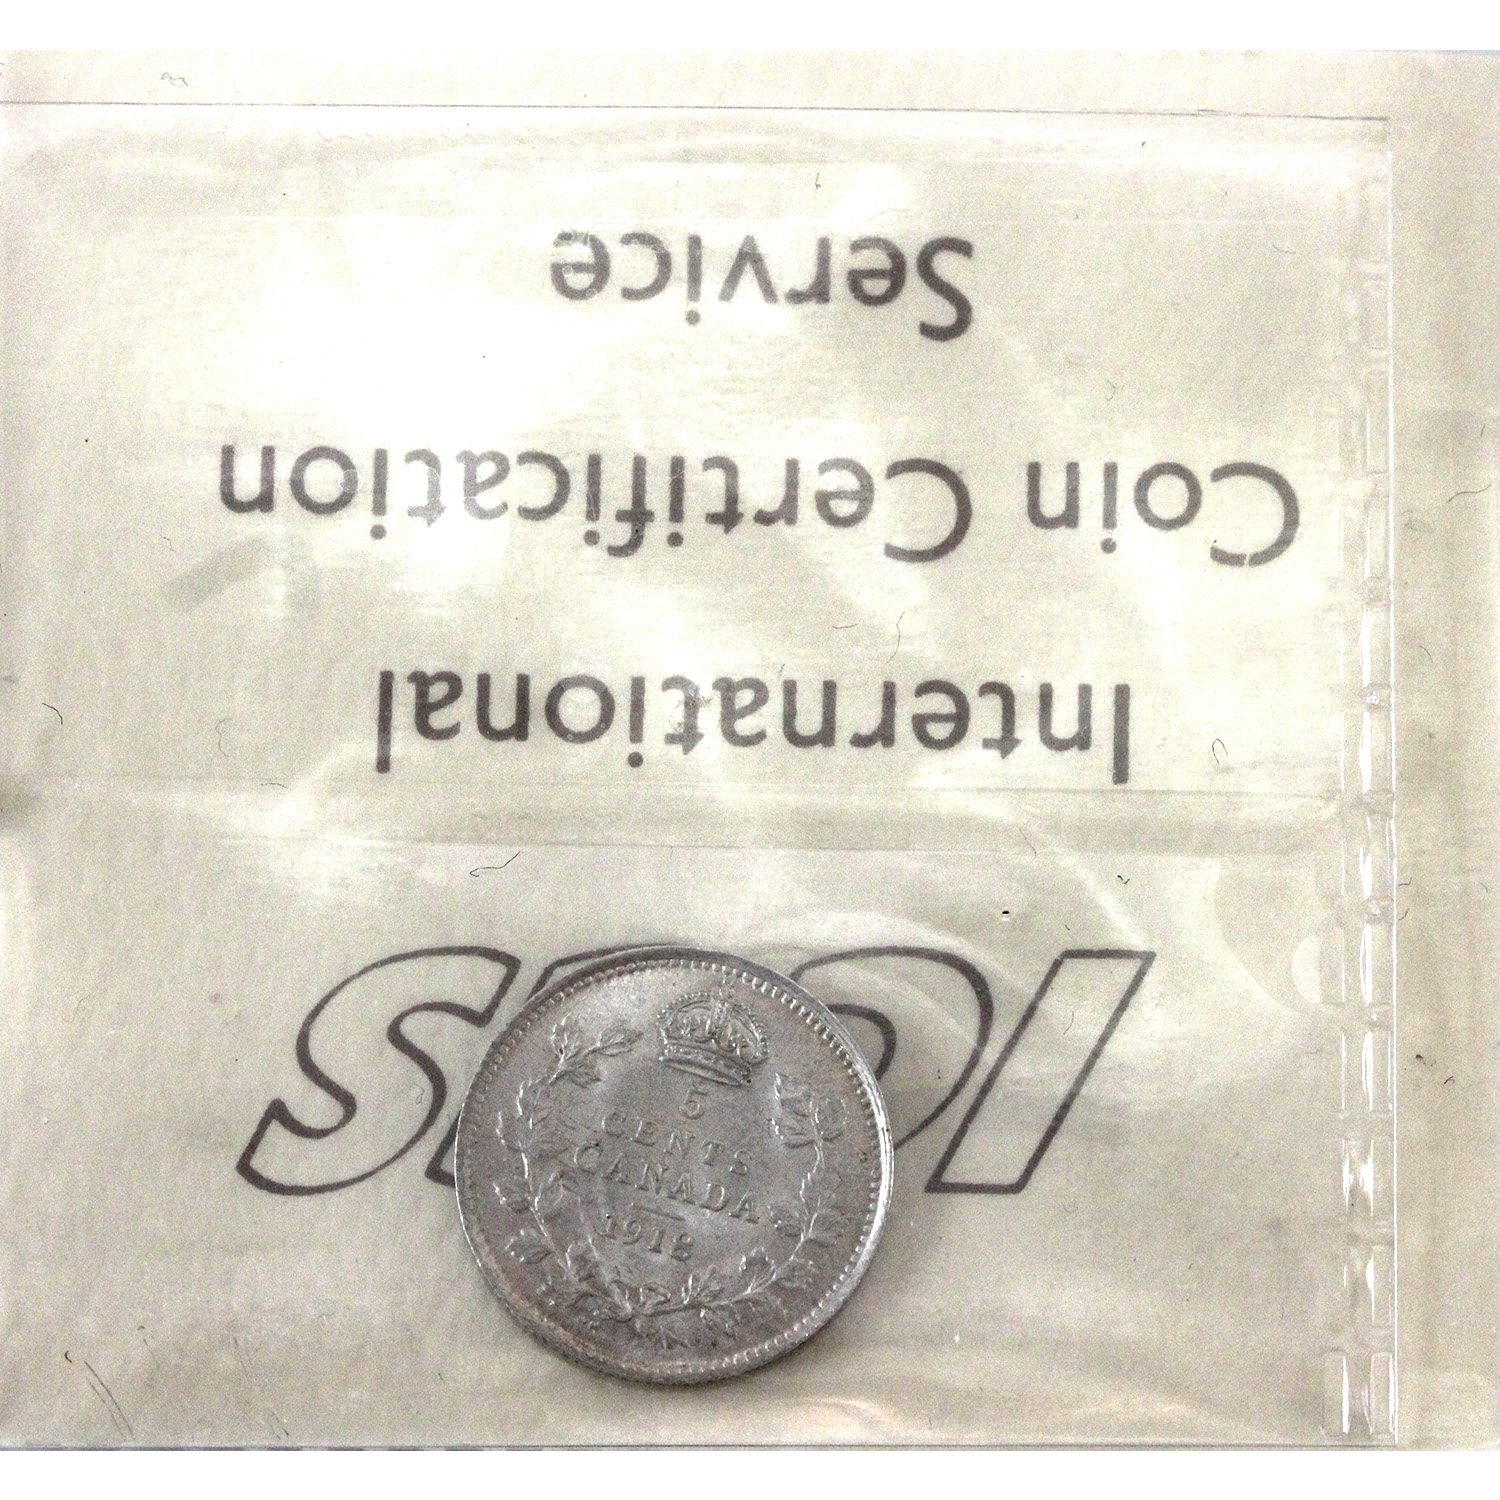 ICCS
International
Coin Certification
Service
5
CENTS
CANADA
1918